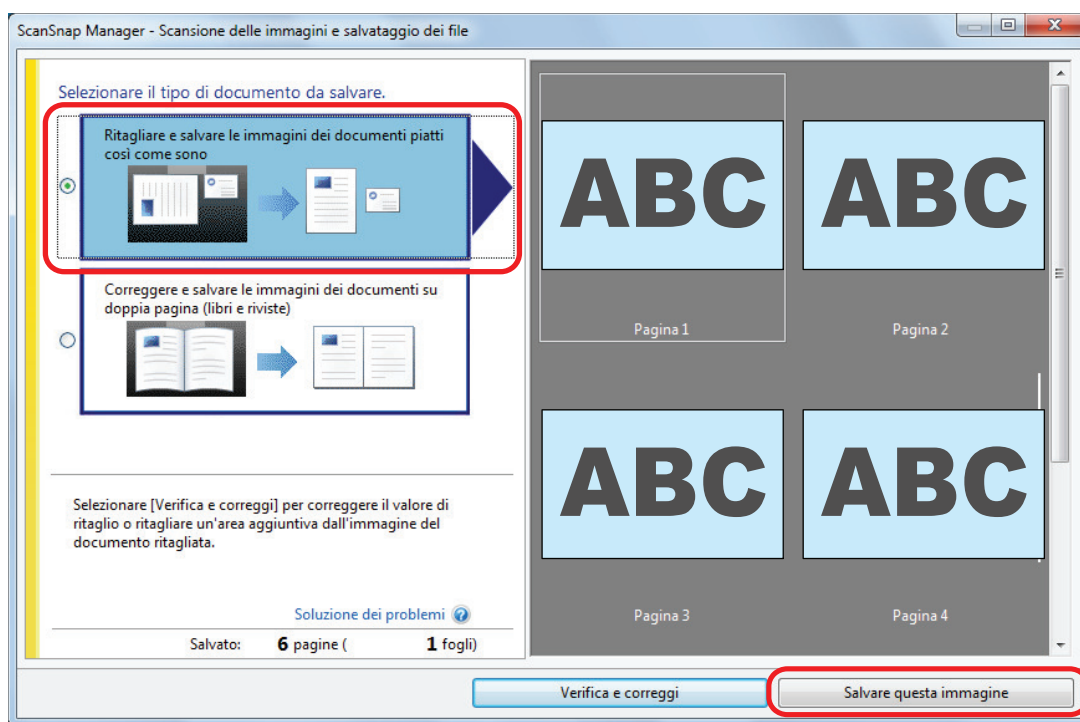 ScanSnap Manager - Scansione delle immagini e salvataggio dei file
Selezionare il tipo di documento da salvare.
Ritagliare e salvare le immagini dei documenti piatti
così come sono
Correggere e salvare le immagini dei documenti su
doppia pagina (libri e riviste)
Selezionare [Verifica e correggi] per correggere il valore di
ritaglio o ritagliare un'area aggiuntiva dall'immagine del
documento ritagliata.
Soluzione dei problemi
Salvato: 6 pagine ( 1 fogli)
ABC ABC
Pagina 1 Pagina 2
ABC ABC
Pagina 3 Pagina 4
Verifica e correggi Salvare questa immagine